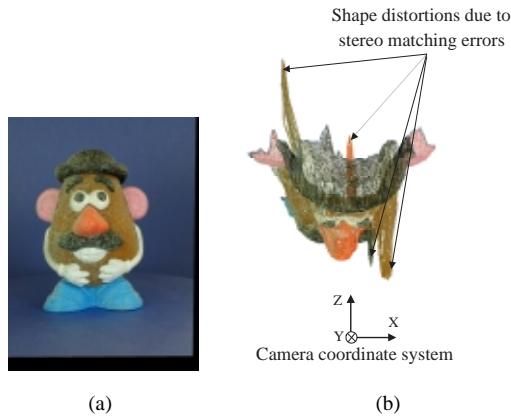 Shape distortions due to
stereo matching errors
Z
X
Y
Camera coordinate system
(a)
(b)